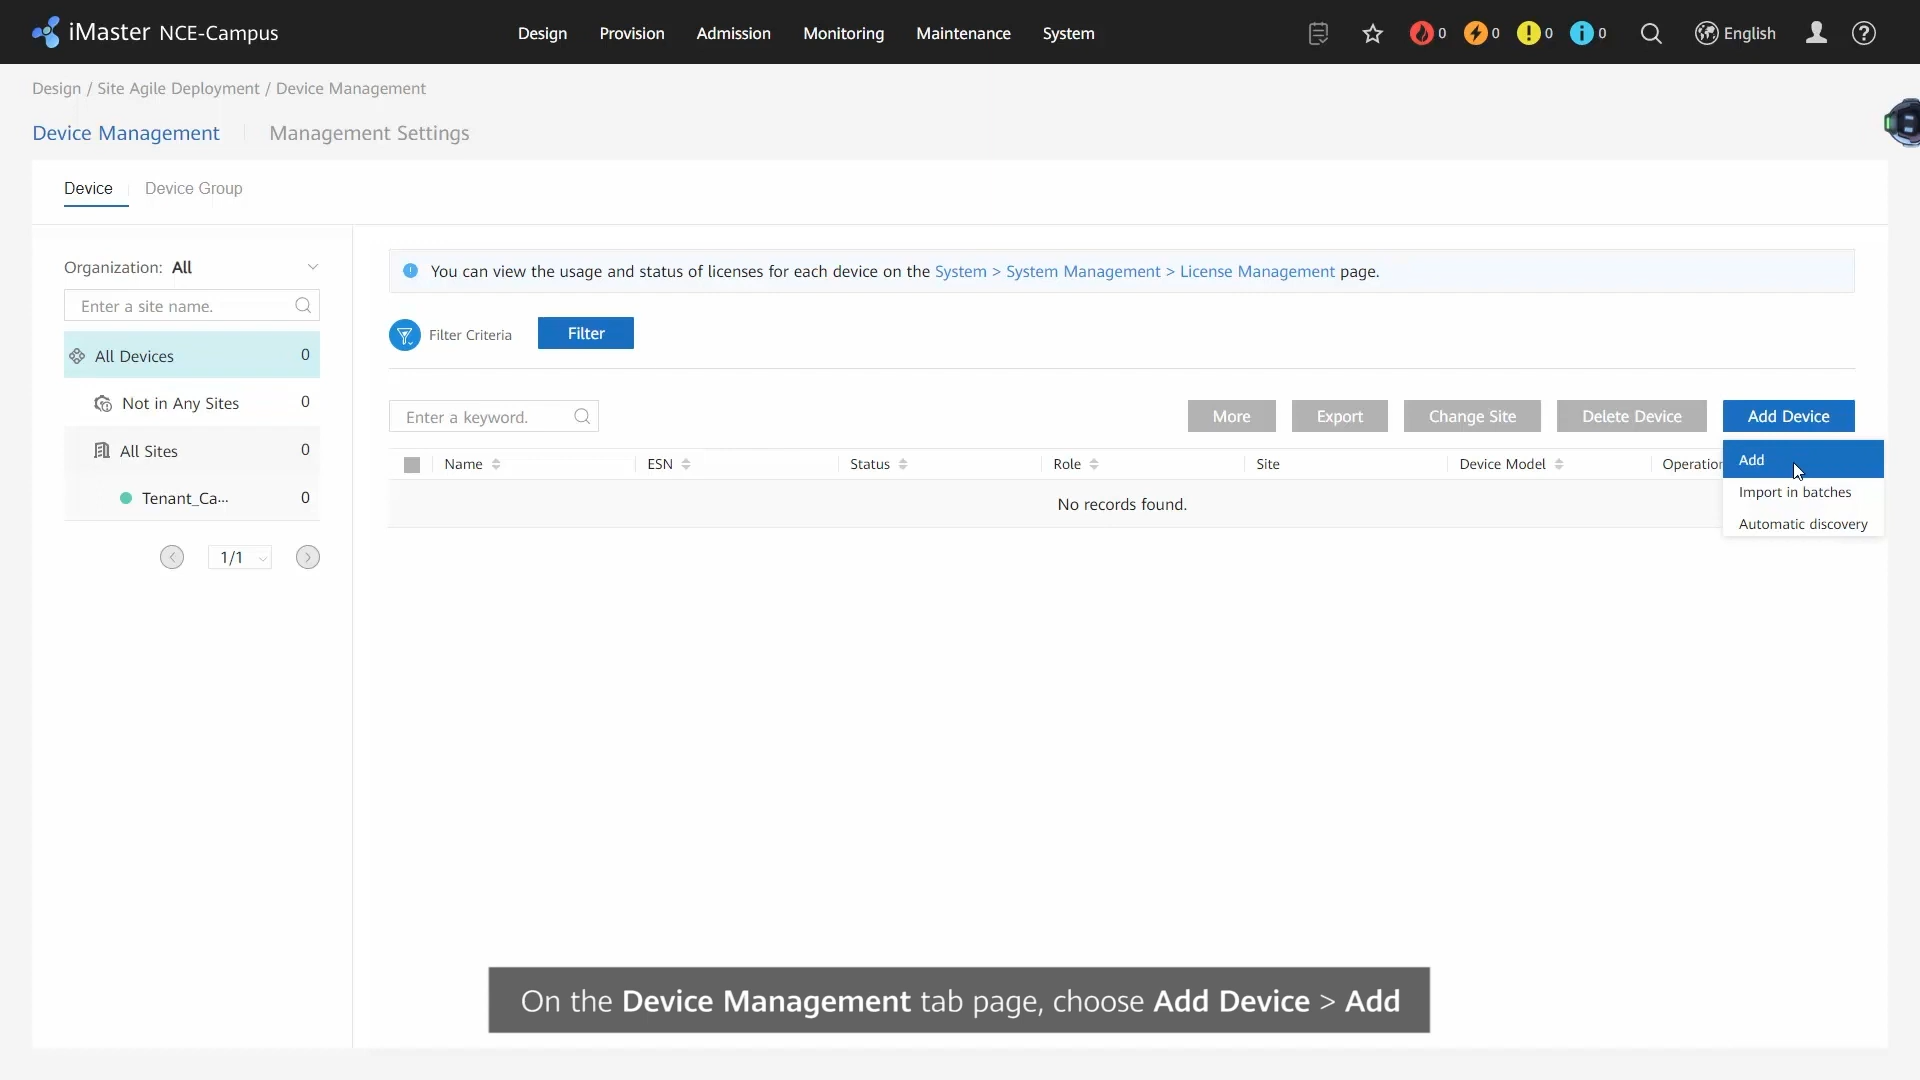 iMaster NCE-Campus
Design Provision Admission Monitoring Maintenance System
0 0 0 0 English
Design / Site Agile Deployment / Device Management
Device Management Management Settings
Device Device Group
Organization: All
Enter a site name.
All Devices 0
Not in Any Sites 0
All Sites 0
Tenant_Ca... 0
1/1
You can view the usage and status of licenses for each device on the System > System Management > License Management page.
Filter Criteria Filter
Enter a keyword. More Export Change Site Delete Device Add Device
Name ESN Status Role Site Device Model Operation
No records found.
Add
Import in batches
Automatic discovery
On the Device Management tab page, choose Add Device > Add